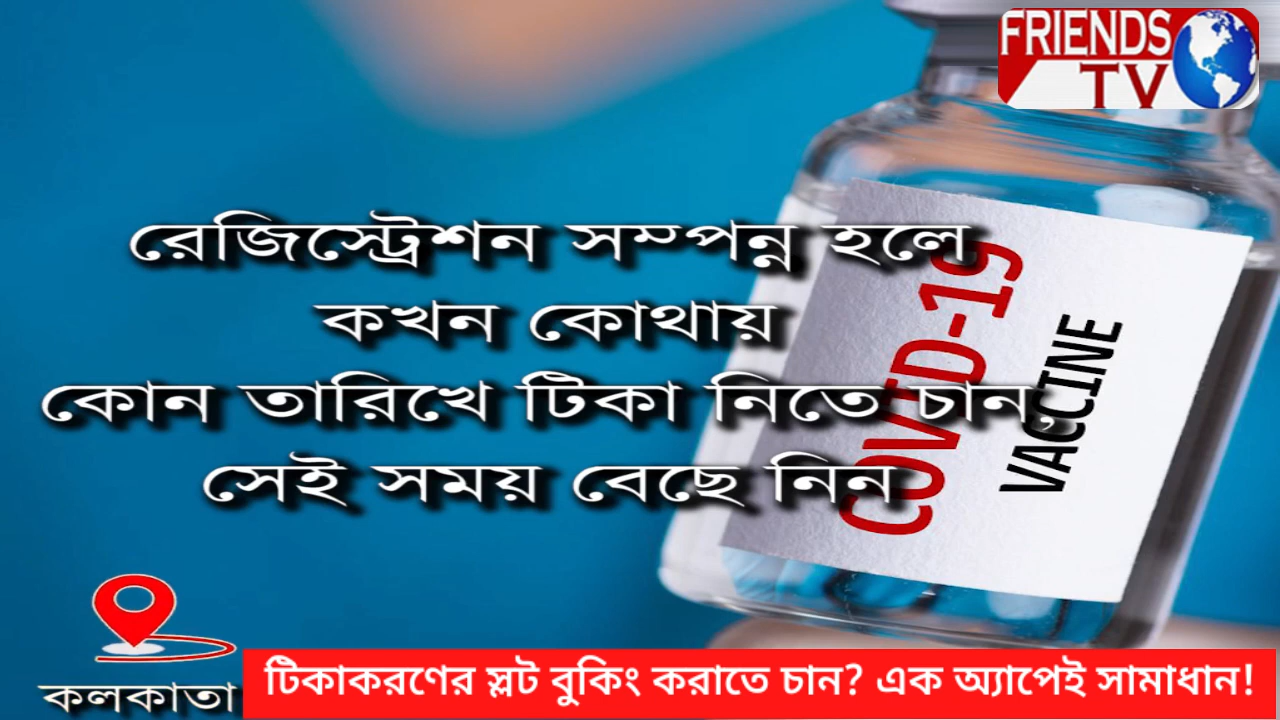 FRIENDS
TV
রেজিস্ট্রেশন সম্পন্ন হলে
কখন কোথায়
কোন তারিখে টিকা নিতে চান,
সেই সময় বেছে নিন
COVID-19
VACCINE
কলকাতা
টিকাকরণের স্লট বুকিং করাতে চান? এক অ্যাপেই সামাধান!